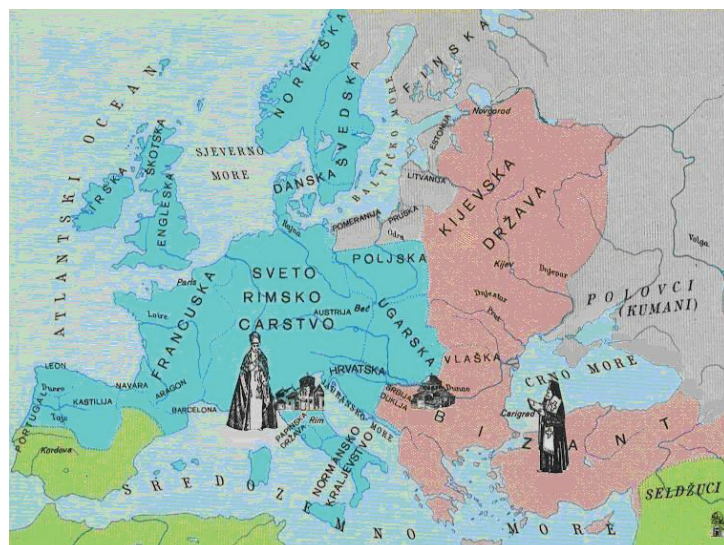 NORVEŠKA
ŠVEDSKA
FINSKA
Novgorod
ESTONIJA
ATLANTSKI OCEAN
ŠKOTSKA
IRSKA
ENGLESKA
SJEVERNO
MORE
DANSKA
BALTIČKO MORE
LITVANIJA
POMERANIJA
PRUSKA
Odra
KIJEVSKA
DRŽAVA
Volga
Rajna
POLJSKA
Kijev
Dnjepar
Dnjestar
Prut
POLOVCI
(KUMANI)
Paris
Loire
FRANCUSKA
SVETO
RIMSKO
CARSTVO
AUSTRIJA
Beč
UGARSKA
VLAŠKA
HRVATSKA
CRNO MORE
LEON
NAVARA
ARAGON
Duero
KASTILIJA
PORTUGAL
Tajo
BARCELONA
Kordova
JADRANSKO MORE
SRBIJA
DUKLJA
Dunav
PAPINSKA
DRŽAVA
Rim
Carigrad
BIZANT
NORMANSKO
KRALJEVSTVO
SELDŽUCI
SREDOZEMNO MORE